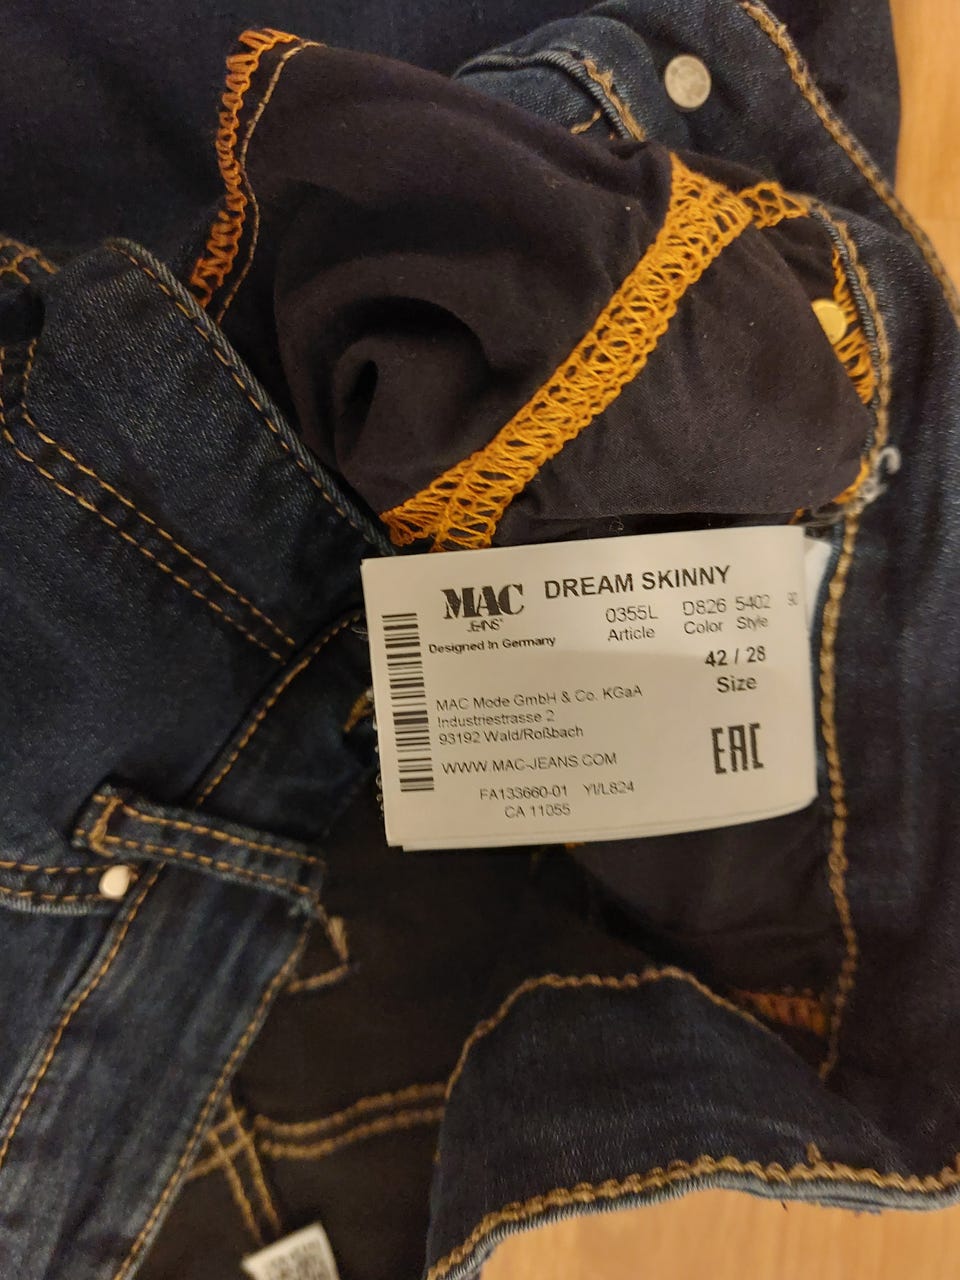 MAC DREAM SKINNY
JEANS
Designed In Germany
0355L D826 5402 90
Article Color Style
42 / 28
Size
MAC Mode GmbH & Co. KGaA
Industriestrasse 2
93192 Wald/Roßbach
WWW.MAC-JEANS.COM
EAC
FA133660-01 YI/L824
CA 11055